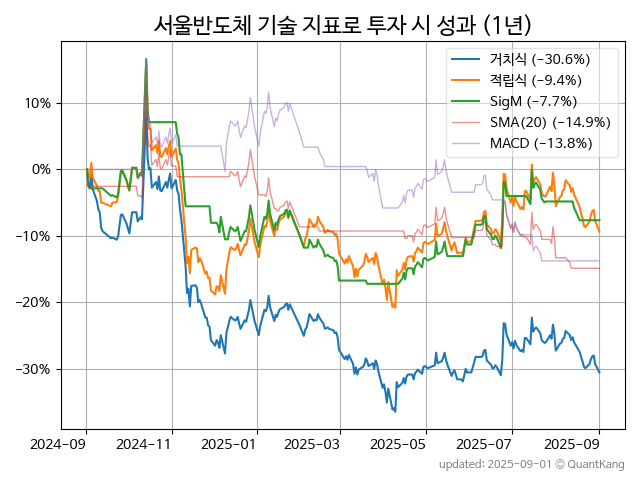 서울반도체 기술 지표로 투자 시 성과 (1년)
거치식 (−30.6%)
적립식 (−9.4%)
SigM (−7.7%)
SMA(20) (−14.9%)
MACD (−13.8%)
10%
0%
−10%
−20%
−30%
2024-09
2024-11
2025-01
2025-03
2025-05
2025-07
2025-09
updated: 2025-09-01 © QuantKang